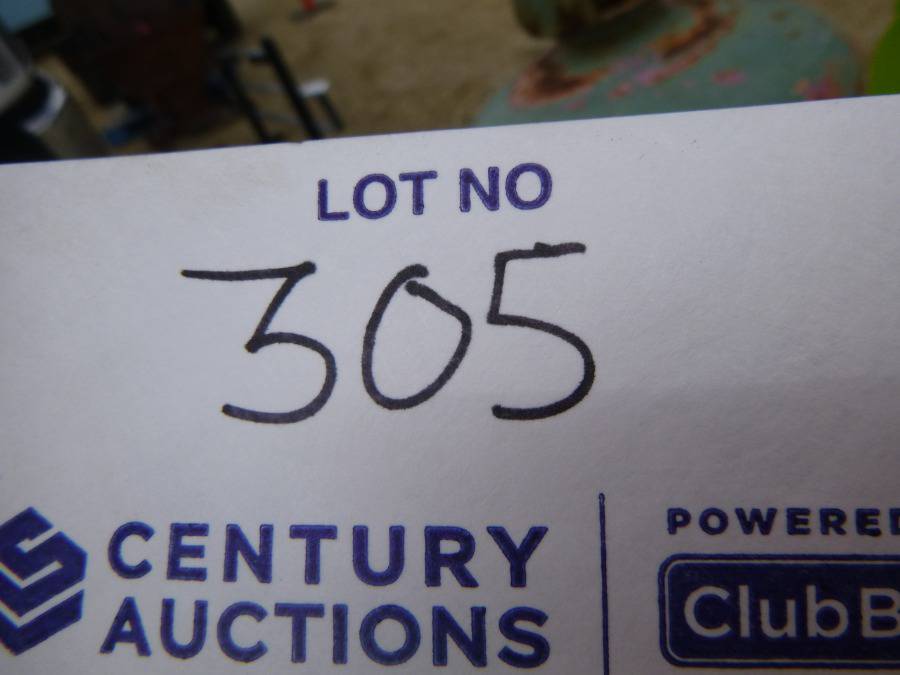 LOT NO
305
CENTURY
AUCTIONS
POWERED
ClubB